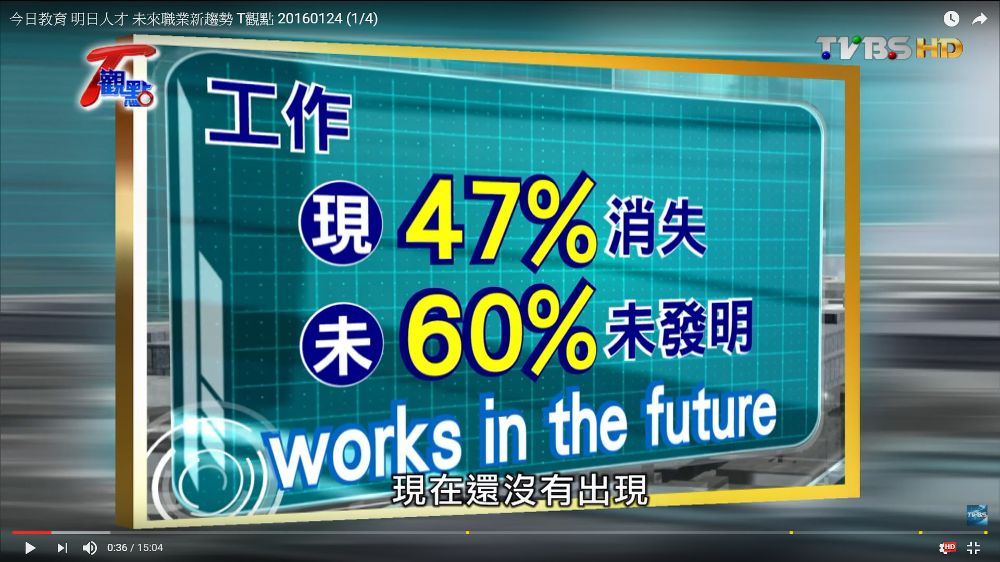 今日教育 明日人才 未來職業新趨勢 T觀點 20160124 (1/4)
T觀點
TVBS HD
工作
現 47% 消失
未 60% 未發明
works in the future
現在還沒有出現
TVBS
0:36 / 15:04
HD